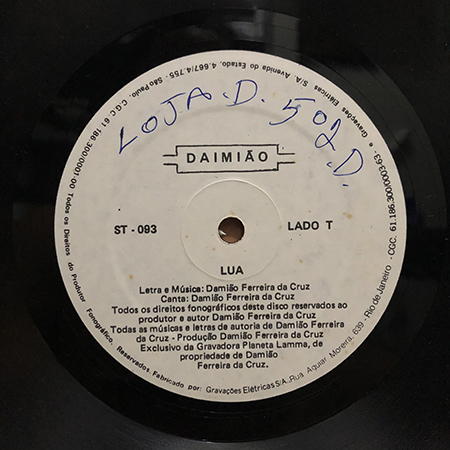 LOJA.D. 502.D.
DAIMIÃO
ST - 093
LADO T
LUA
Letra e Música: Damião Ferreira da Cruz
Canta: Damião Ferreira da Cruz
Todos os direitos fonográficos deste disco reservados ao
produtor e autor Damião Ferreira da Cruz
Todas as músicas e letras de autoria de Damião Ferreira
da Cruz - Produção Damião Ferreira da Cruz
Exclusivo da Gravadora Planeta Lamma, de
propriedade de Damião
Ferreira da Cruz.
Todos os Direitos do Produtor Fonográfico, Reservados. Fabricado por: Gravações Elétricas S/A. Rua Aguiar Moreira, 639 - Rio de Janeiro - CGC. 61.186.300/0003-63 - e Gravações Elétricas S/A. Avenida do Estado, 4.667/4.755 - São Paulo. C.G.C. 61.186.300/0001-00